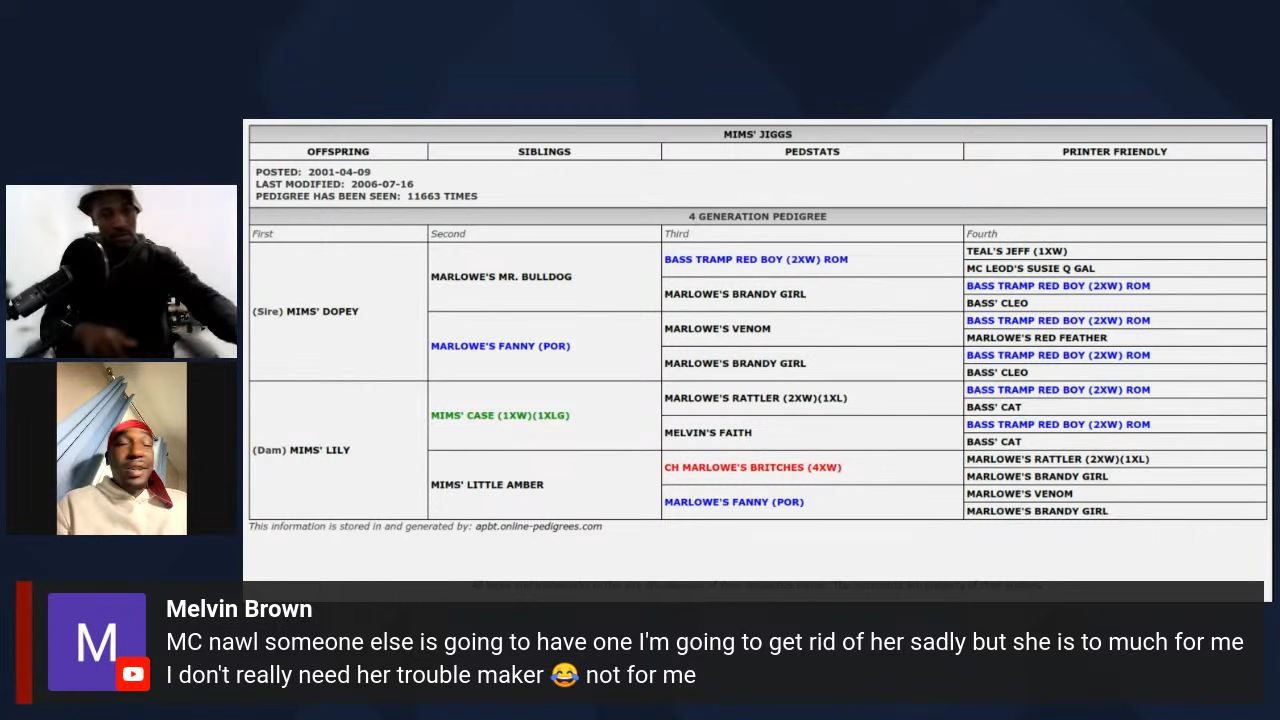 MIMS' JIGGS
OFFSPRING SIBLINGS PEDSTATS PRINTER FRIENDLY
POSTED: 2001-04-09
LAST MODIFIED: 2006-07-16
PEDIGREE HAS BEEN SEEN: 11663 TIMES
4 GENERATION PEDIGREE
First Second Third Fourth
(Sire) MIMS' DOPEY
MARLOWE'S MR. BULLDOG
BASS TRAMP RED BOY (2XW) ROM
TEAL'S JEFF (1XW)
MC LEOD'S SUSIE Q GAL
MARLOWE'S BRANDY GIRL
BASS TRAMP RED BOY (2XW) ROM
BASS' CLEO
MARLOWE'S FANNY (POR)
MARLOWE'S VENOM
BASS TRAMP RED BOY (2XW) ROM
MARLOWE'S RED FEATHER
MARLOWE'S BRANDY GIRL
BASS TRAMP RED BOY (2XW) ROM
BASS' CLEO
(Dam) MIMS' LILY
MIMS' CASE (1XW)(1XLG)
MARLOWE'S RATTLER (2XW)(1XL)
BASS TRAMP RED BOY (2XW) ROM
BASS' CAT
MELVIN'S FAITH
BASS TRAMP RED BOY (2XW) ROM
BASS' CAT
MIMS' LITTLE AMBER
CH MARLOWE'S BRITCHES (4XW)
MARLOWE'S RATTLER (2XW)(1XL)
MARLOWE'S BRANDY GIRL
MARLOWE'S FANNY (POR)
MARLOWE'S VENOM
MARLOWE'S BRANDY GIRL
This information is stored in and generated by: apbt.online-pedigrees.com
M
Melvin Brown
MC nawl someone else is going to have one I'm going to get rid of her sadly but she is to much for me
I don't really need her trouble maker 😂 not for me